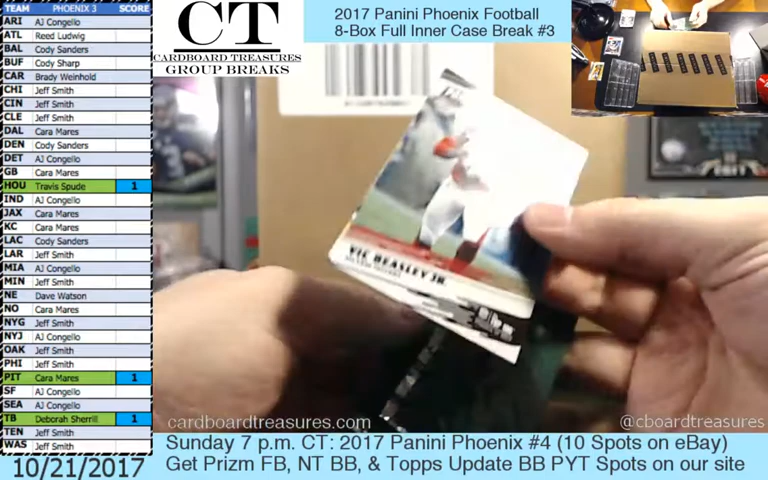 TEAM PHOENIX 3 SCORE
ARI AJ Congello
ATL Reed Ludwig
BAL Cody Sanders
BUF Cody Sharp
CAR Brady Weinhold
CHI Jeff Smith
CIN Jeff Smith
CLE Jeff Smith
DAL Cara Mares
DEN Cody Sanders
DET AJ Congello
GB Cara Mares
HOU Travis Spude 1
IND AJ Congello
JAX Cara Mares
KC Cara Mares
LAC Cody Sanders
LAR Jeff Smith
MIA AJ Congello
MIN Jeff Smith
NE Dave Watson
NO Cara Mares
NYG Jeff Smith
NYJ AJ Congello
OAK Jeff Smith
PHI Jeff Smith
PIT Cara Mares 1
SF AJ Congello
SEA AJ Congello
TB Deborah Sherrill 1
TEN Jeff Smith
WAS Jeff Smith
10/21/2017
CT
CARDBOARD TREASURES
GROUP BREAKS
2017 Panini Phoenix Football
8-Box Full Inner Case Break #3
VIC BEASLEY JR
cardboardtreasures.com
@cboardtreasures
Sunday 7 p.m. CT: 2017 Panini Phoenix #4 (10 Spots on eBay)
Get Prizm FB, NT BB, & Topps Update BB PYT Spots on our site